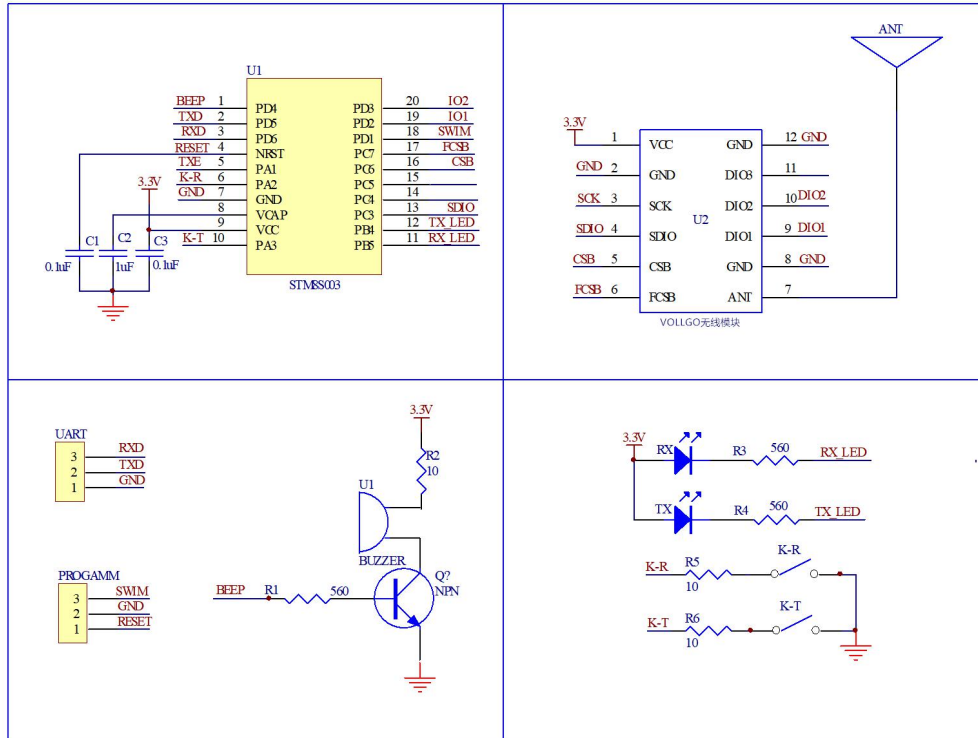 U1
BEEP 1 PD4 PD3 20 IO2
TXD 2 PD5 PD2 19 IO1
RXD 3 PD6 PD1 18 SWIM
RESET 4 NRST PC7 17 FCSB
TXE 5 PA1 PC6 16 CSB
K-R 6 PA2 PC5 15
GND 7 GND PC4 14
3.3V
8 VCAP PC3 13 SDIO
9 VCC PB4 12 TX_LED
K-T 10 PA3 PB5 11 RX_LED
C1 C2 C3
0.1uF 1uF 0.1uF
STM8S003
ANT
3.3V
1 VCC GND 12 GND
GND 2 GND DIO3 11
SCK 3 SCK DIO2 10 DIO2
U2
SDIO 4 SDIO DIO1 9 DIO1
CSB 5 CSB GND 8 GND
FCSB 6 FCSB ANT 7
VOLLGO无线模块
UART
3 RXD
2 TXD
1 GND
PROGAMM
3 SWIM
2 GND
1 RESET
3.3V
R2
10
U1
BUZZER
Q?
NPN
BEEP R1 560
3.3V
RX R3 560 RX_LED
TX R4 560 TX_LED
K-R R5 K-R
10
K-T R6 K-T
10